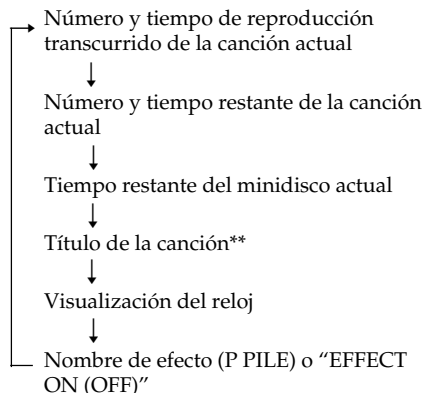 Número y tiempo de reproducción
transcurrido de la canción actual
Número y tiempo restante de la canción
actual
Tiempo restante del minidisco actual
Título de la canción**
Visualización del reloj
Nombre de efecto (P PILE) o “EFFECT
ON (OFF)”